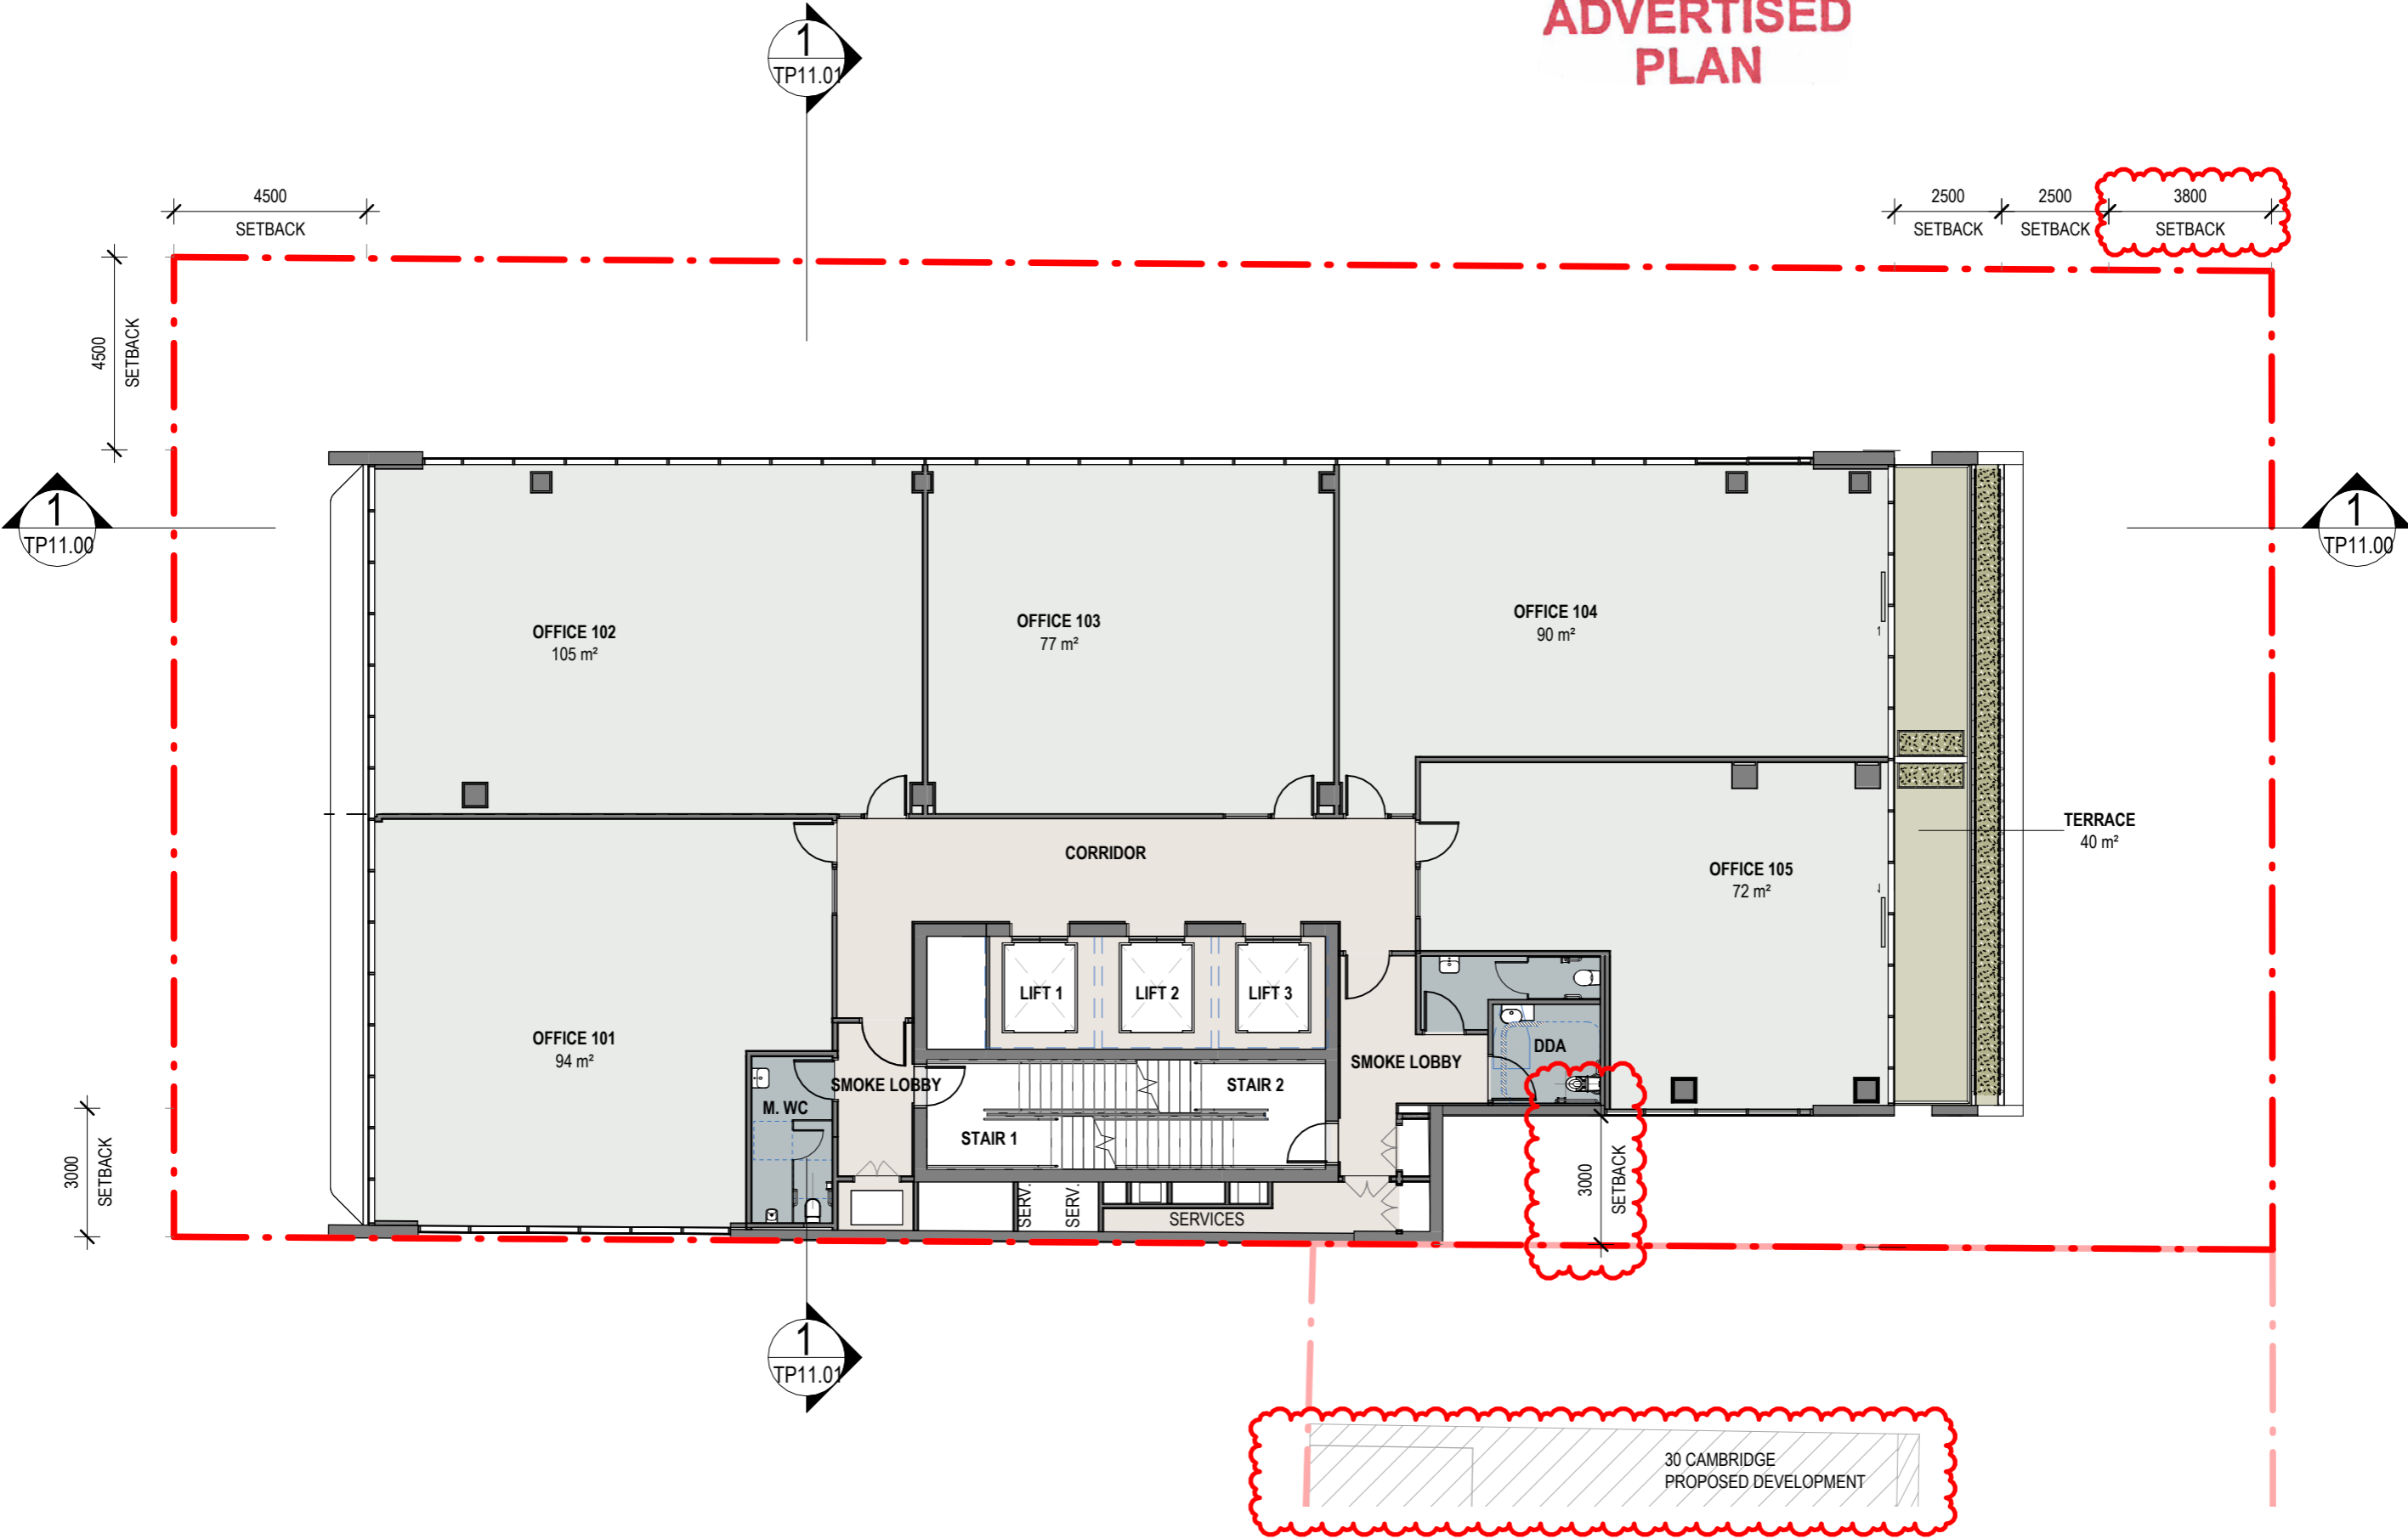 ADVERTISED
PLAN
1
TP11.01
4500
SETBACK
2500
SETBACK
2500
SETBACK
3800
SETBACK
4500
SETBACK
1
TP11.00
1
TP11.00
OFFICE 102
105 m²
OFFICE 103
77 m²
OFFICE 104
90 m²
1
TERRACE
40 m²
CORRIDOR
OFFICE 105
72 m²
LIFT 1
LIFT 2
LIFT 3
OFFICE 101
94 m²
SMOKE LOBBY
M. WC
STAIR 2
STAIR 1
SMOKE LOBBY
DDA
3000
SETBACK
3000
SETBACK
SERV.
SERV.
SERVICES
1
TP11.01
30 CAMBRIDGE
PROPOSED DEVELOPMENT